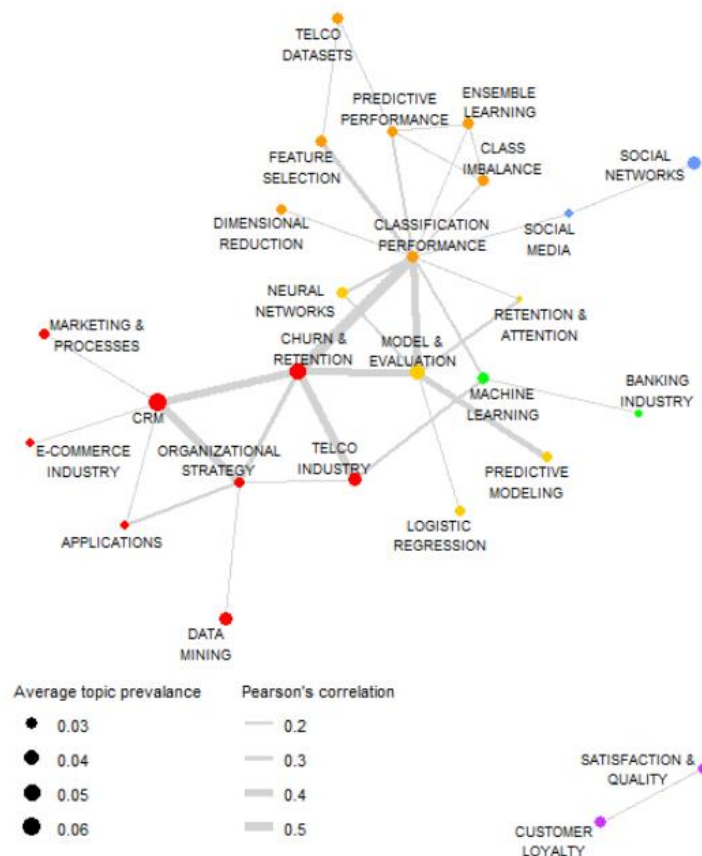 TELCO
DATASETS
ENSEMBLE
LEARNING
PREDICTIVE
PERFORMANCE
CLASS
IMBALANCE
SOCIAL
NETWORKS
FEATURE
SELECTION
DIMENSIONAL
REDUCTION
CLASSIFICATION
PERFORMANCE
SOCIAL
MEDIA
NEURAL
NETWORKS
RETENTION &
ATTENTION
MARKETING &
PROCESSES
CHURN &
RETENTION
MODEL &
EVALUATION
MACHINE
LEARNING
BANKING
INDUSTRY
CRM
E-COMMERCE
INDUSTRY
ORGANIZATIONAL
STRATEGY
TELCO
INDUSTRY
PREDICTIVE
MODELING
LOGISTIC
REGRESSION
APPLICATIONS
DATA
MINING
Average topic prevalance
0.03
0.04
0.05
0.06
Pearson's correlation
0.2
0.3
0.4
0.5
SATISFACTION &
QUALITY
CUSTOMER
LOYALTY